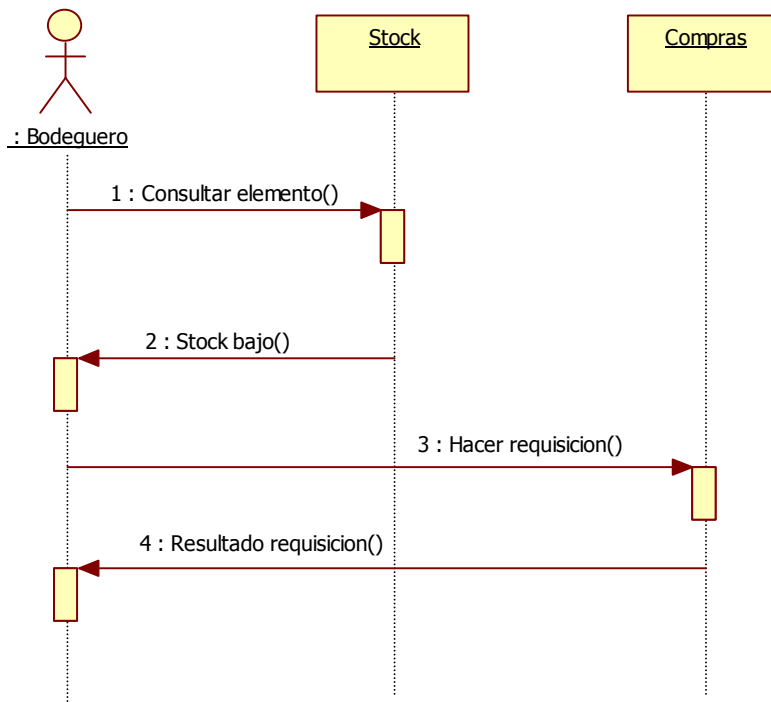 Stock
Compras
: Bodeguero
1 : Consultar elemento()
2 : Stock bajo()
3 : Hacer requisicion()
4 : Resultado requisicion()